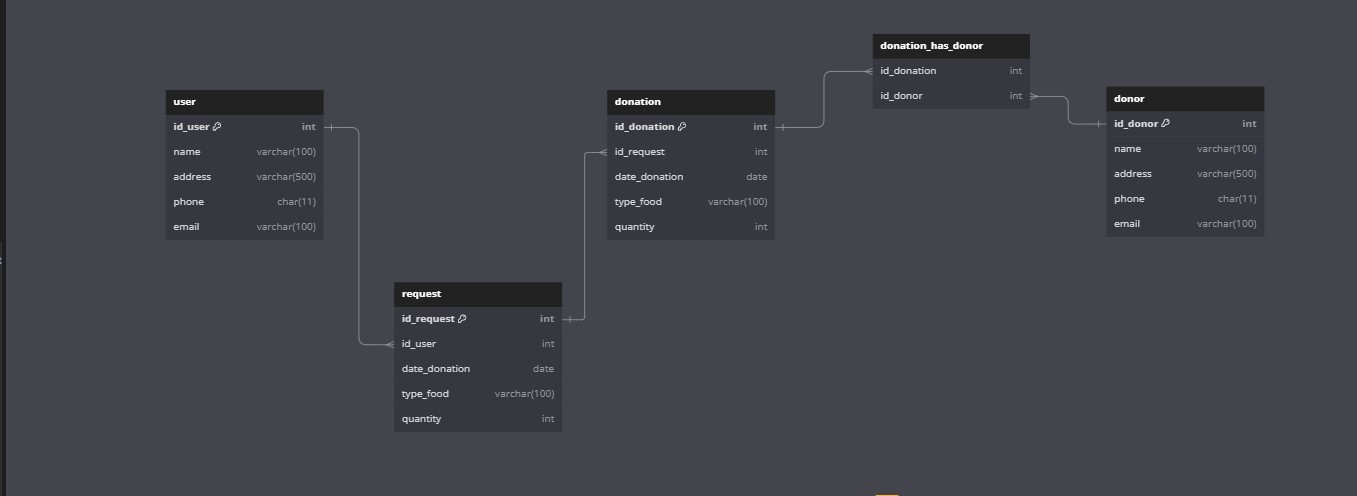 user
id_user int
name varchar(100)
address varchar(500)
phone char(11)
email varchar(100)
request
id_request int
id_user int
date_donation date
type_food varchar(100)
quantity int
donation
id_donation int
id_request int
date_donation date
type_food varchar(100)
quantity int
donation_has_donor
id_donation int
id_donor int
donor
id_donor int
name varchar(100)
address varchar(500)
phone char(11)
email varchar(100)